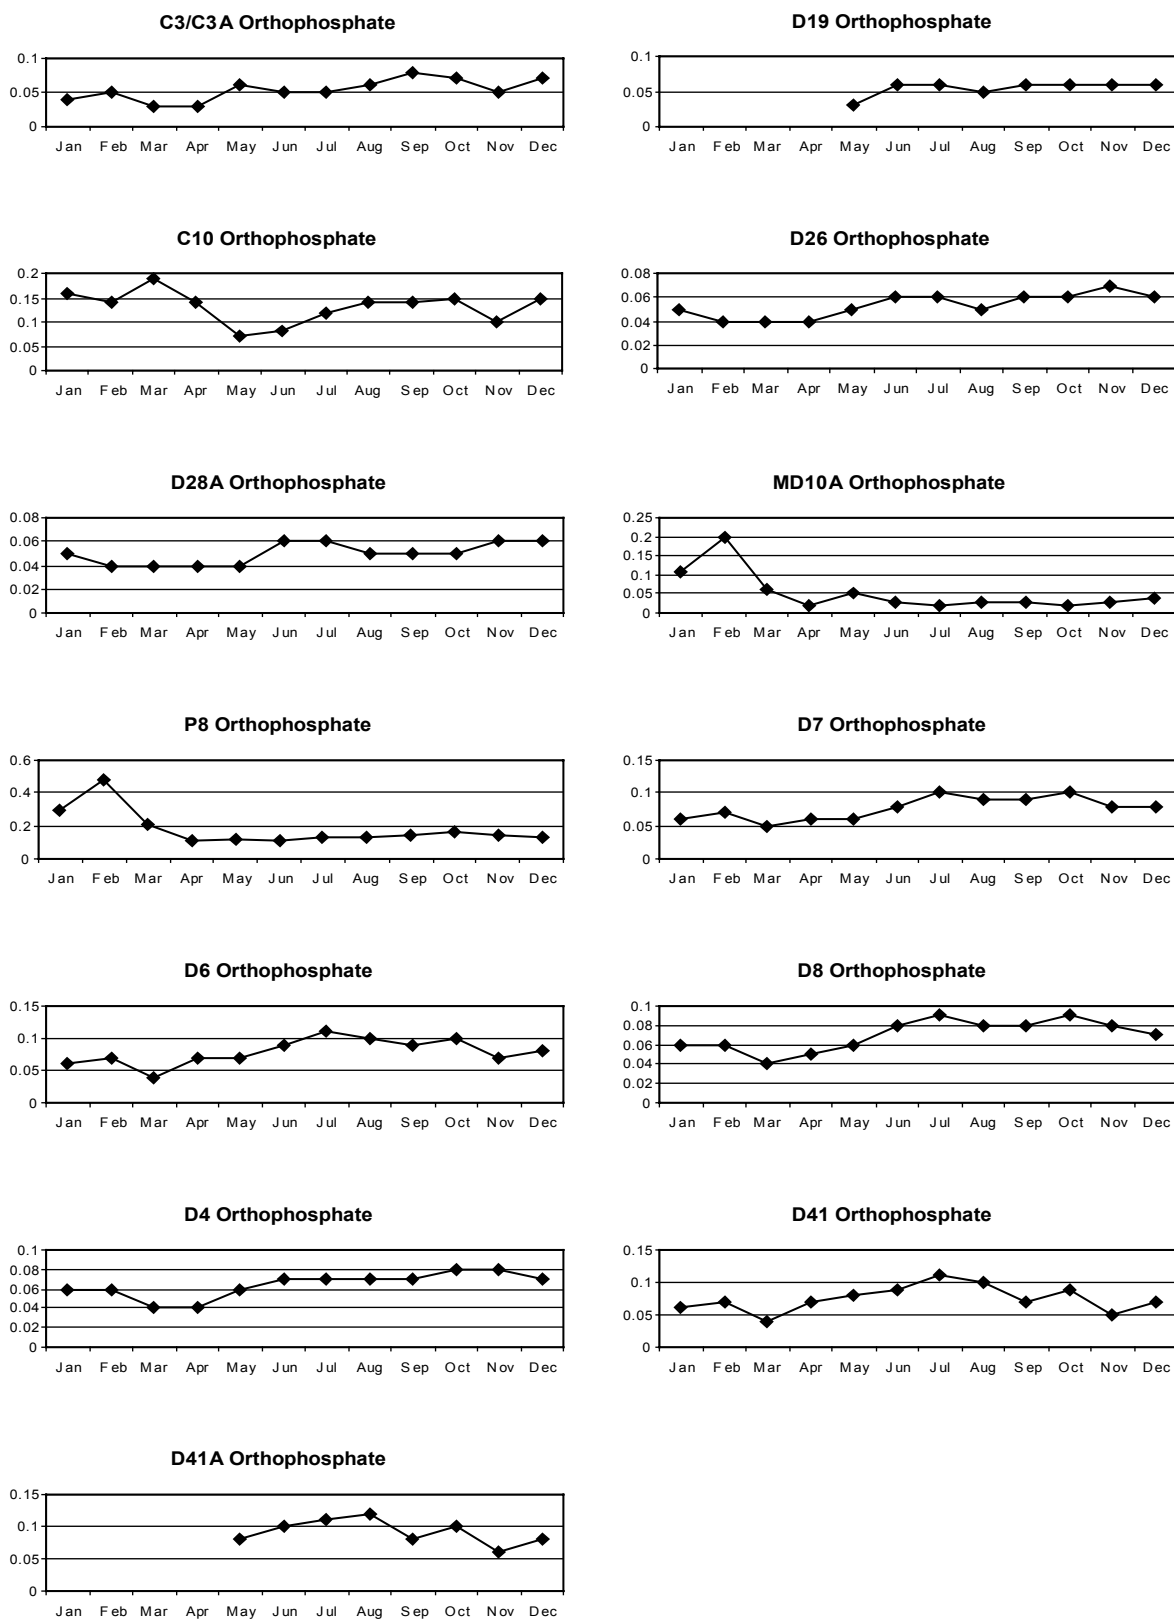 C3/C3A Orthophosphate
0.1
0.05
0
Jan Feb Mar Apr May Jun Jul Aug Sep Oct Nov Dec
D19 Orthophosphate
0.1
0.05
0
Jan Feb Mar Apr May Jun Jul Aug Sep Oct Nov Dec
C10 Orthophosphate
0.2
0.15
0.1
0.05
0
Jan Feb Mar Apr May Jun Jul Aug Sep Oct Nov Dec
D26 Orthophosphate
0.08
0.06
0.04
0.02
0
Jan Feb Mar Apr May Jun Jul Aug Sep Oct Nov Dec
D28A Orthophosphate
0.08
0.06
0.04
0.02
0
Jan Feb Mar Apr May Jun Jul Aug Sep Oct Nov Dec
MD10A Orthophosphate
0.25
0.2
0.15
0.1
0.05
0
Jan Feb Mar Apr May Jun Jul Aug Sep Oct Nov Dec
P8 Orthophosphate
0.6
0.4
0.2
0
Jan Feb Mar Apr May Jun Jul Aug Sep Oct Nov Dec
D7 Orthophosphate
0.15
0.1
0.05
0
Jan Feb Mar Apr May Jun Jul Aug Sep Oct Nov Dec
D6 Orthophosphate
0.15
0.1
0.05
0
Jan Feb Mar Apr May Jun Jul Aug Sep Oct Nov Dec
D8 Orthophosphate
0.1
0.08
0.06
0.04
0.02
0
Jan Feb Mar Apr May Jun Jul Aug Sep Oct Nov Dec
D4 Orthophosphate
0.1
0.08
0.06
0.04
0.02
0
Jan Feb Mar Apr May Jun Jul Aug Sep Oct Nov Dec
D41 Orthophosphate
0.15
0.1
0.05
0
Jan Feb Mar Apr May Jun Jul Aug Sep Oct Nov Dec
D41A Orthophosphate
0.15
0.1
0.05
0
Jan Feb Mar Apr May Jun Jul Aug Sep Oct Nov Dec